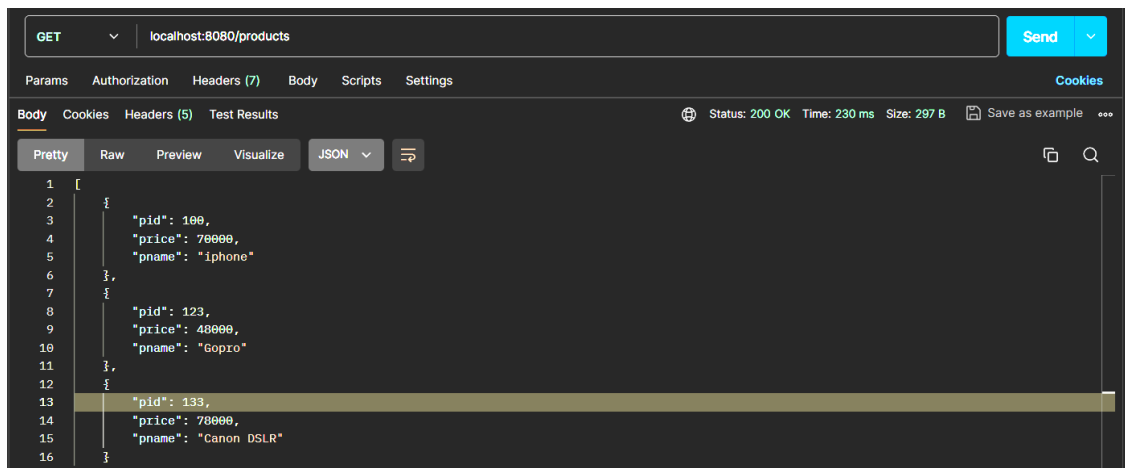 GET localhost:8080/products Send
Params Authorization Headers (7) Body Scripts Settings Cookies
Body Cookies Headers (5) Test Results Status: 200 OK Time: 230 ms Size: 297 B Save as example
Pretty Raw Preview Visualize JSON
1 [
2 {
3 "pid": 100,
4 "price": 70000,
5 "pname": "iphone"
6 },
7 {
8 "pid": 123,
9 "price": 48000,
10 "pname": "Gopro"
11 },
12 {
13 "pid": 133,
14 "price": 78000,
15 "pname": "Canon DSLR"
16 }